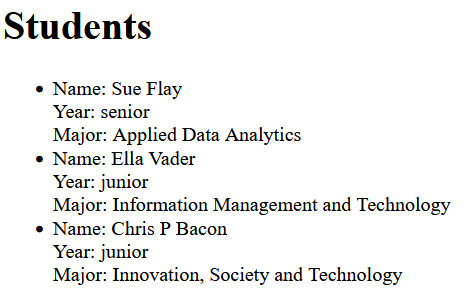 Students
Name: Sue Flay
Year: senior
Major: Applied Data Analytics
Name: Ella Vader
Year: junior
Major: Information Management and Technology
Name: Chris P Bacon
Year: junior
Major: Innovation, Society and Technology